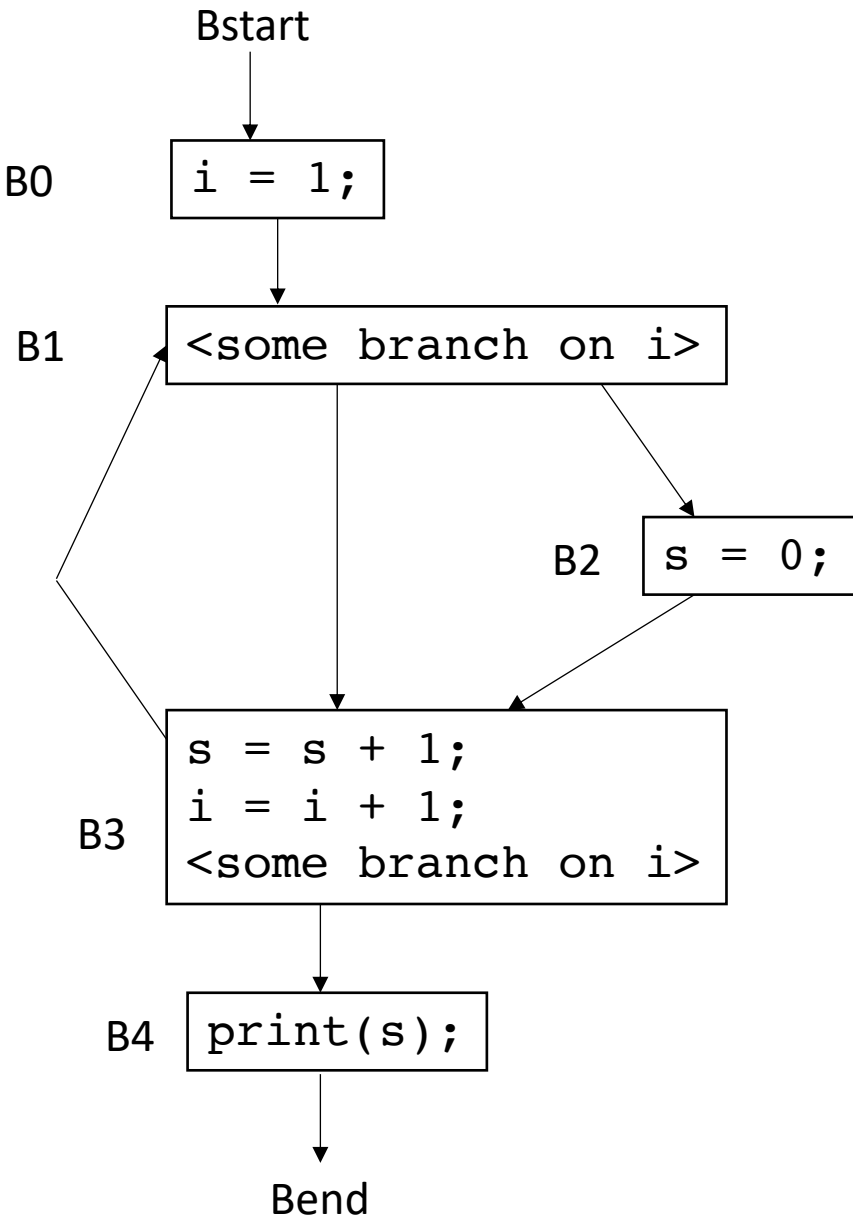 Bstart
B0
i = 1;
B1
<some branch on i>
B2
s = 0;
B3
s = s + 1;
i = i + 1;
<some branch on i>
B4
print(s);
Bend